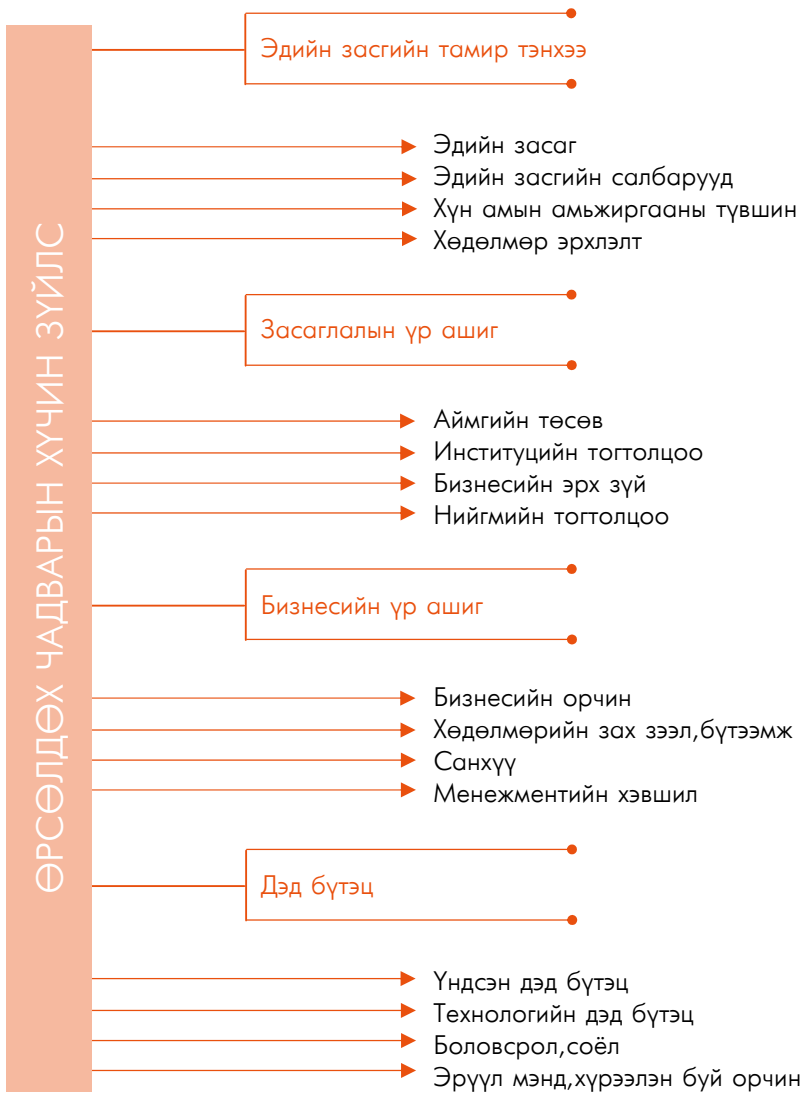 ӨРСӨЛДӨХ ЧАДВАРЫН ХҮЧИН ЗҮЙЛС
Эдийн засгийн тамир тэнхээ
Эдийн засаг
Эдийн засгийн салбарууд
Хүн амын амьжиргааны түвшин
Хөдөлмөр эрхлэлт
Засаглалын үр ашиг
Аймгийн төсөв
Институцийн тогтолцоо
Бизнесийн эрх зүй
Нийгмийн тогтолцоо
Бизнесийн үр ашиг
Бизнесийн орчин
Хөдөлмөрийн зах зээл,бүтээмж
Санхүү
Менежментийн хэвшил
Дэд бүтэц
Үндсэн дэд бүтэц
Технологийн дэд бүтэц
Боловсрол,соёл
Эрүүл мэнд,хүрээлэн буй орчин